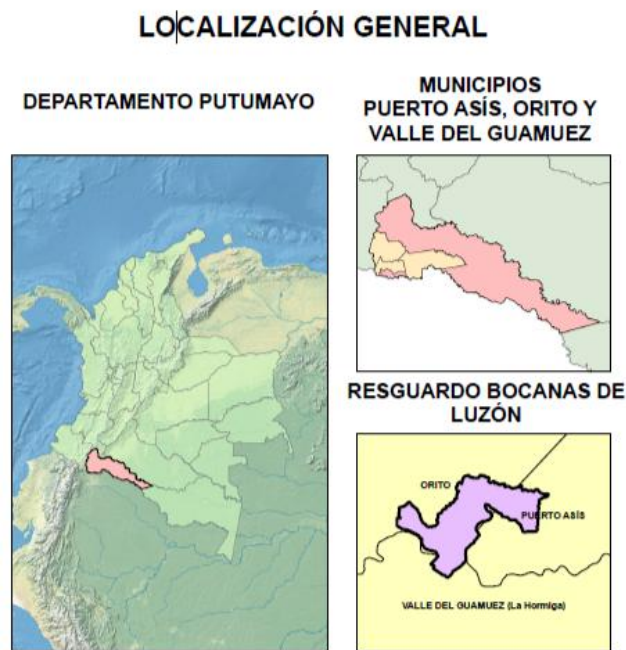 LOCALIZACIÓN GENERAL
DEPARTAMENTO PUTUMAYO
MUNICIPIOS
PUERTO ASÍS, ORITO Y
VALLE DEL GUAMUEZ
RESGUARDO BOCANAS DE
LUZÓN
ORITO
PUERTO ASÍS
VALLE DEL GUAMUEZ (La Hormiga)